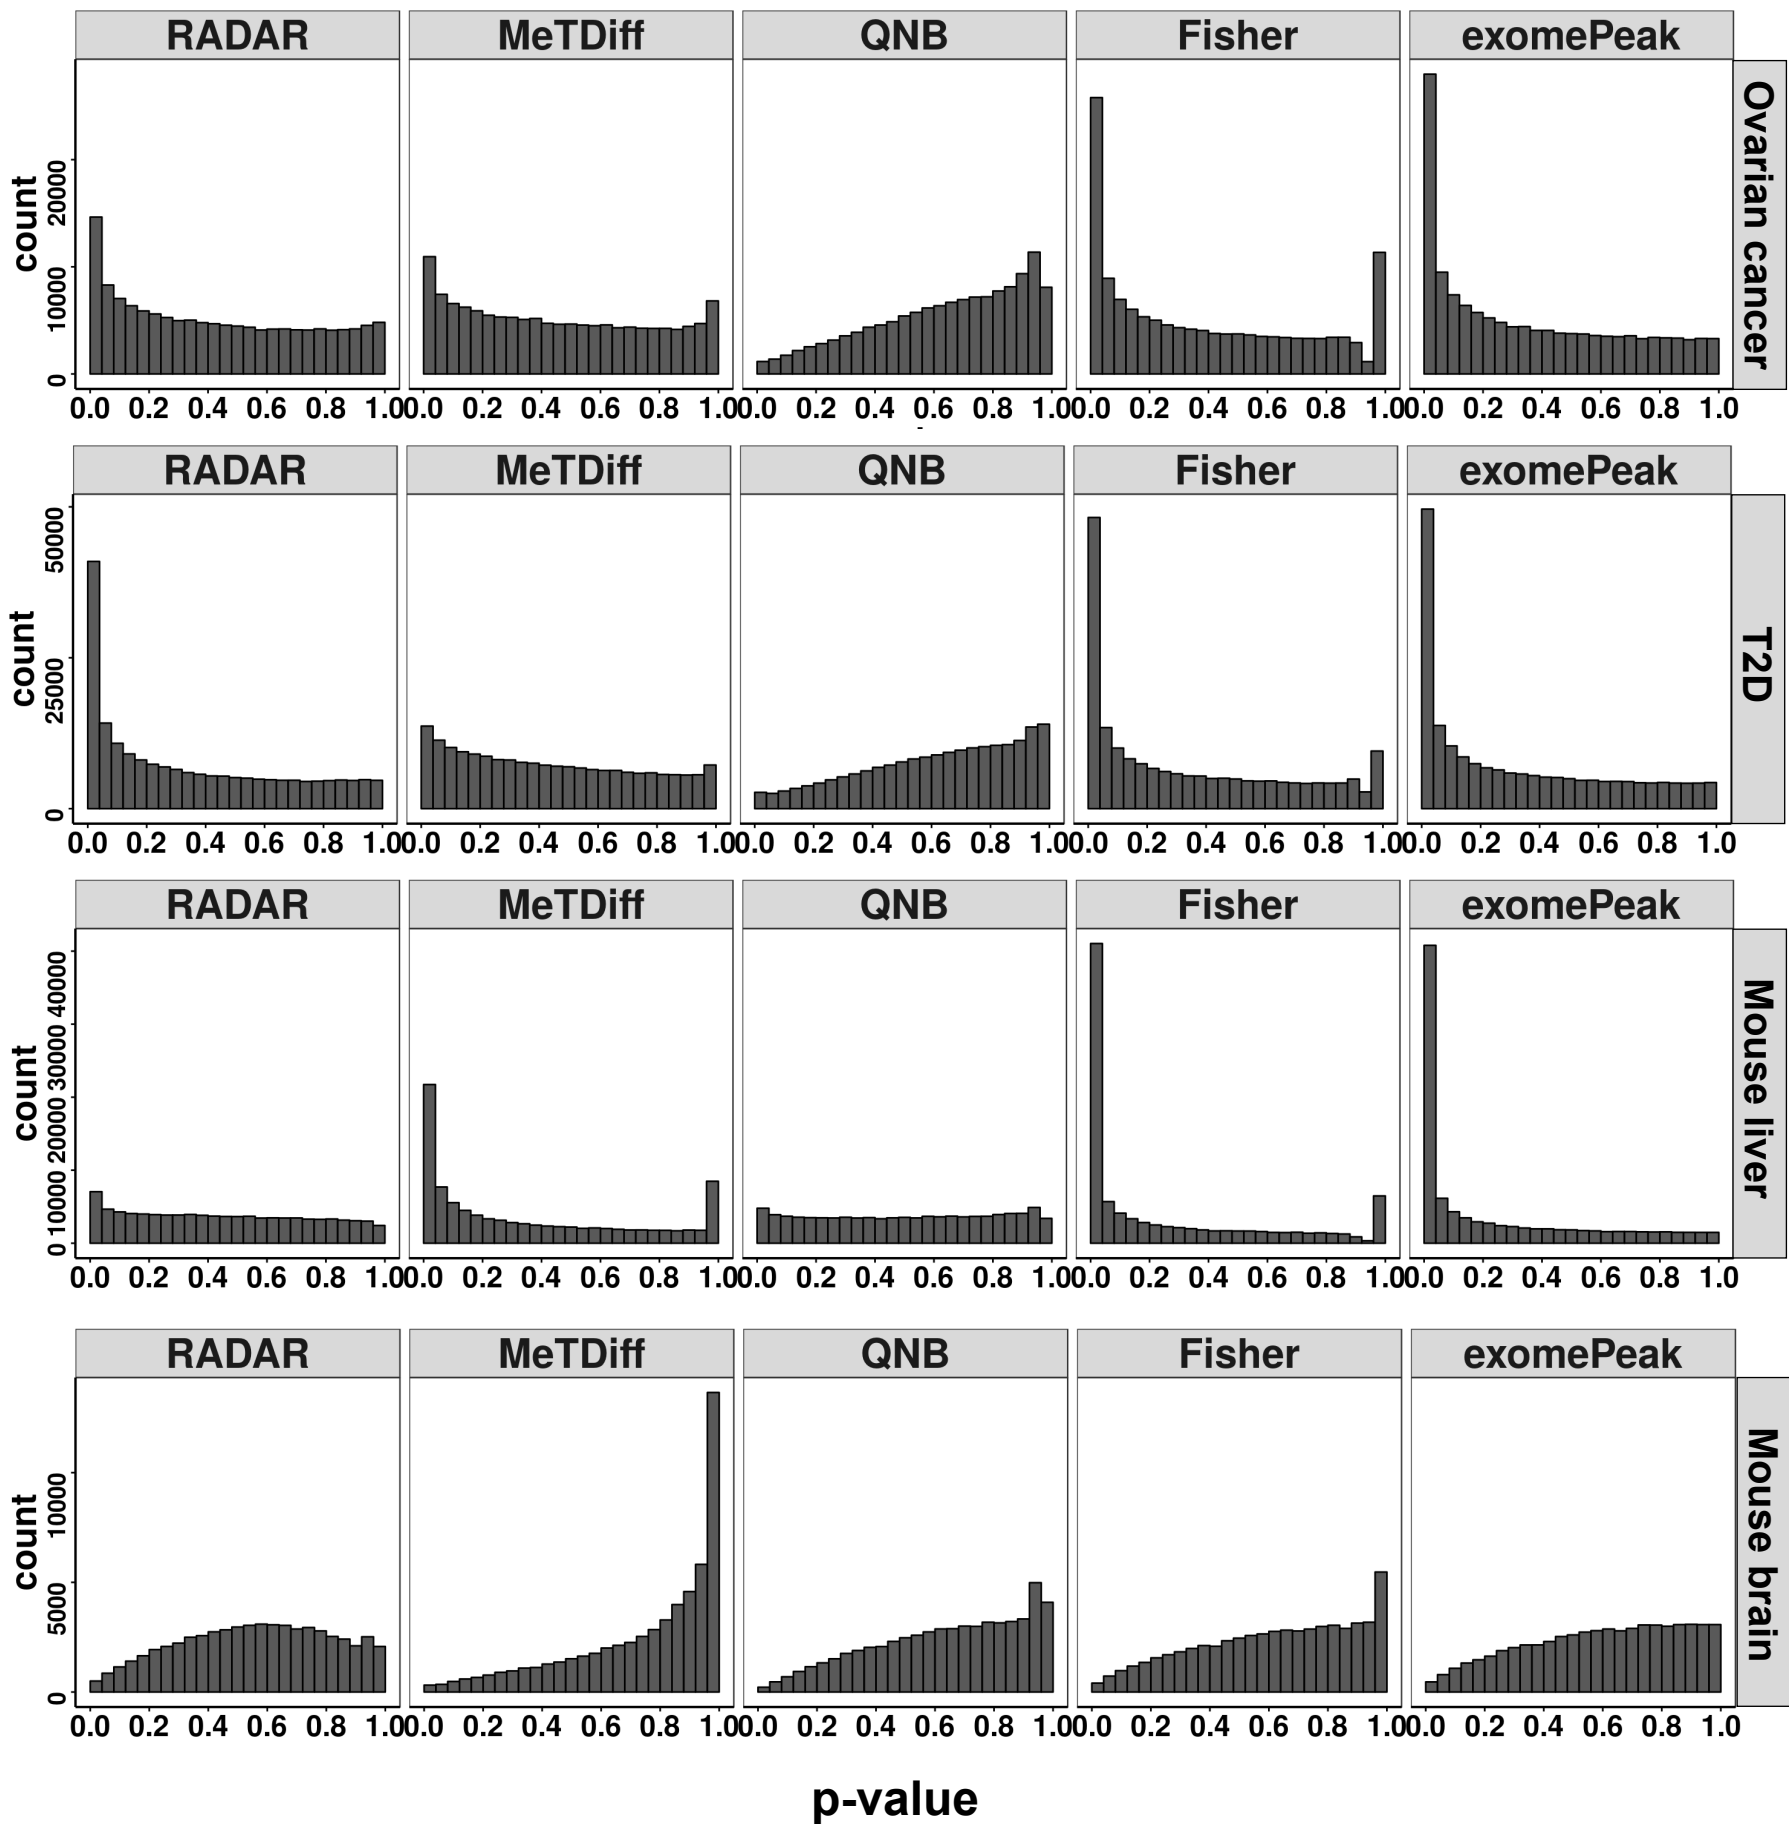 RADAR MeTDiff QNB Fisher exomePeak
Ovarian cancer
count
0 10000 20000
0.0 0.2 0.4 0.6 0.8 1.0 0.0 0.2 0.4 0.6 0.8 1.0 0.0 0.2 0.4 0.6 0.8 1.0 0.0 0.2 0.4 0.6 0.8 1.0 0.0 0.2 0.4 0.6 0.8 1.0
RADAR MeTDiff QNB Fisher exomePeak
T2D
count
0 25000 50000
0.0 0.2 0.4 0.6 0.8 1.0 0.0 0.2 0.4 0.6 0.8 1.0 0.0 0.2 0.4 0.6 0.8 1.0 0.0 0.2 0.4 0.6 0.8 1.0 0.0 0.2 0.4 0.6 0.8 1.0
RADAR MeTDiff QNB Fisher exomePeak
Mouse liver
count
0 10000 20000 30000 40000
0.0 0.2 0.4 0.6 0.8 1.0 0.0 0.2 0.4 0.6 0.8 1.0 0.0 0.2 0.4 0.6 0.8 1.0 0.0 0.2 0.4 0.6 0.8 1.0 0.0 0.2 0.4 0.6 0.8 1.0
RADAR MeTDiff QNB Fisher exomePeak
Mouse brain
count
0 5000 10000
0.0 0.2 0.4 0.6 0.8 1.0 0.0 0.2 0.4 0.6 0.8 1.0 0.0 0.2 0.4 0.6 0.8 1.0 0.0 0.2 0.4 0.6 0.8 1.0 0.0 0.2 0.4 0.6 0.8 1.0
p-value